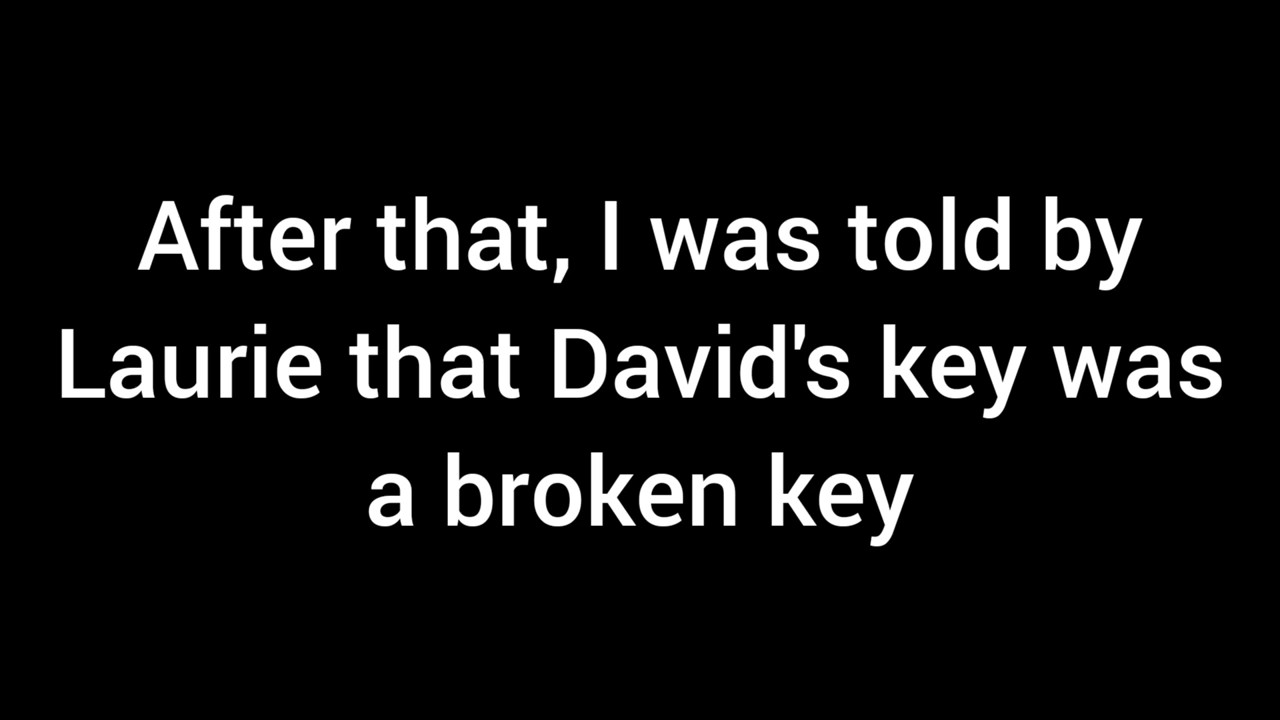 After that, I was told by
Laurie that David's key was
a broken key